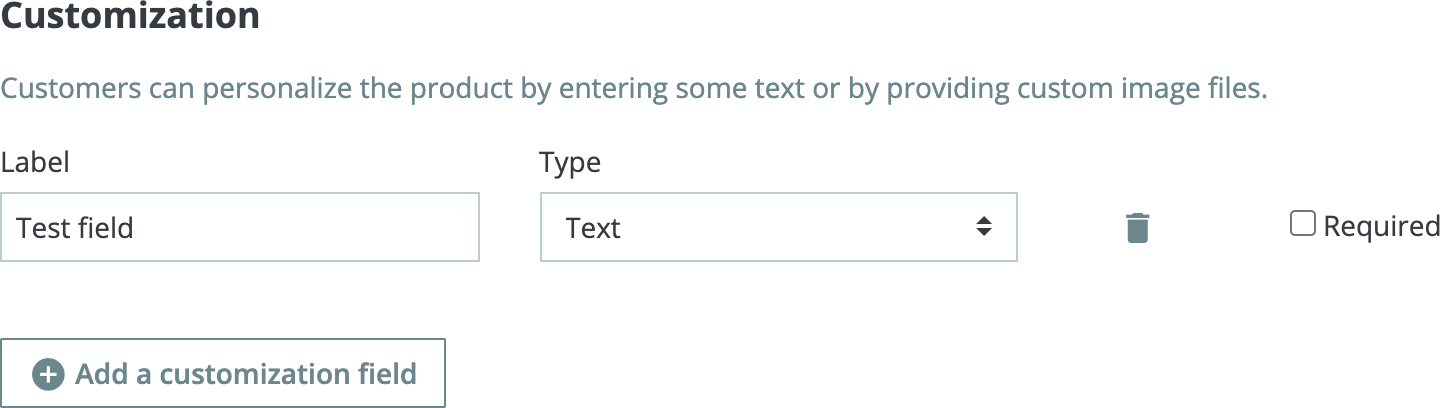 Customization
Customers can personalize the product by entering some text or by providing custom image files.
Label Type
Test field Text Required
Add a customization field